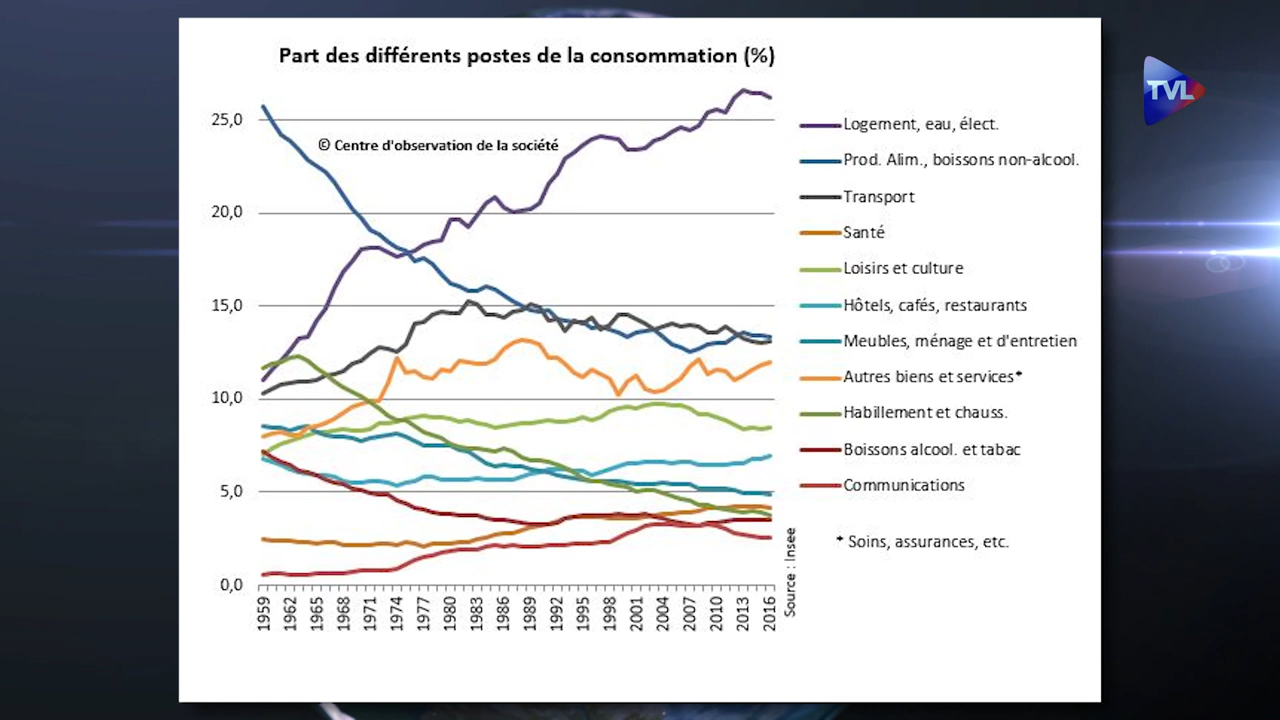 Part des différents postes de la consommation (%)
TVL
25,0
© Centre d'observation de la société
20,0
15,0
10,0
5,0
0,0
Logement, eau, élect.
Prod. Alim., boissons non-alcool.
Transport
Santé
Loisirs et culture
Hôtels, cafés, restaurants
Meubles, ménage et d'entretien
Autres biens et services*
Habillement et chauss.
Boissons alcool. et tabac
Communications
* Soins, assurances, etc.
Source : Insee
1959
1962
1965
1968
1971
1974
1977
1980
1983
1986
1989
1992
1995
1998
2001
2004
2007
2010
2013
2016